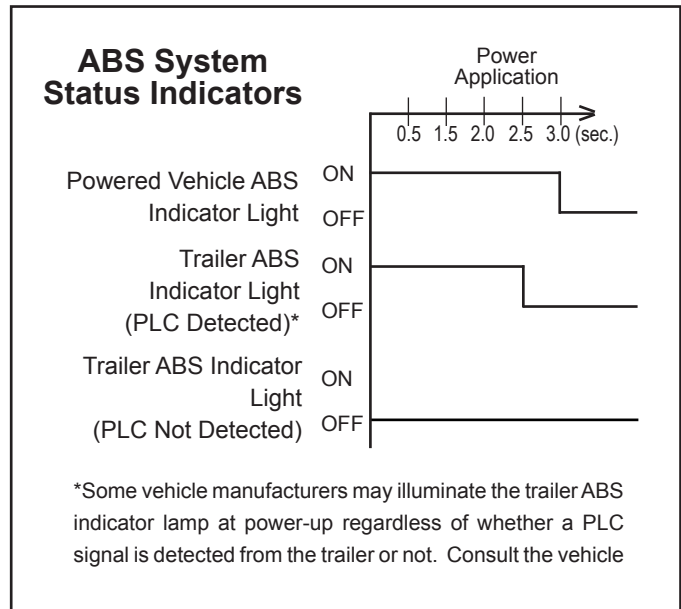 ABS System
Status Indicators
Power
Application
0.5 1.5 2.0 2.5 3.0 (sec.)
Powered Vehicle ABS
Indicator Light
ON
OFF
Trailer ABS
Indicator Light
(PLC Detected)*
ON
OFF
Trailer ABS Indicator
Light
(PLC Not Detected)
ON
OFF
*Some vehicle manufacturers may illuminate the trailer ABS
indicator lamp at power-up regardless of whether a PLC
signal is detected from the trailer or not. Consult the vehicle